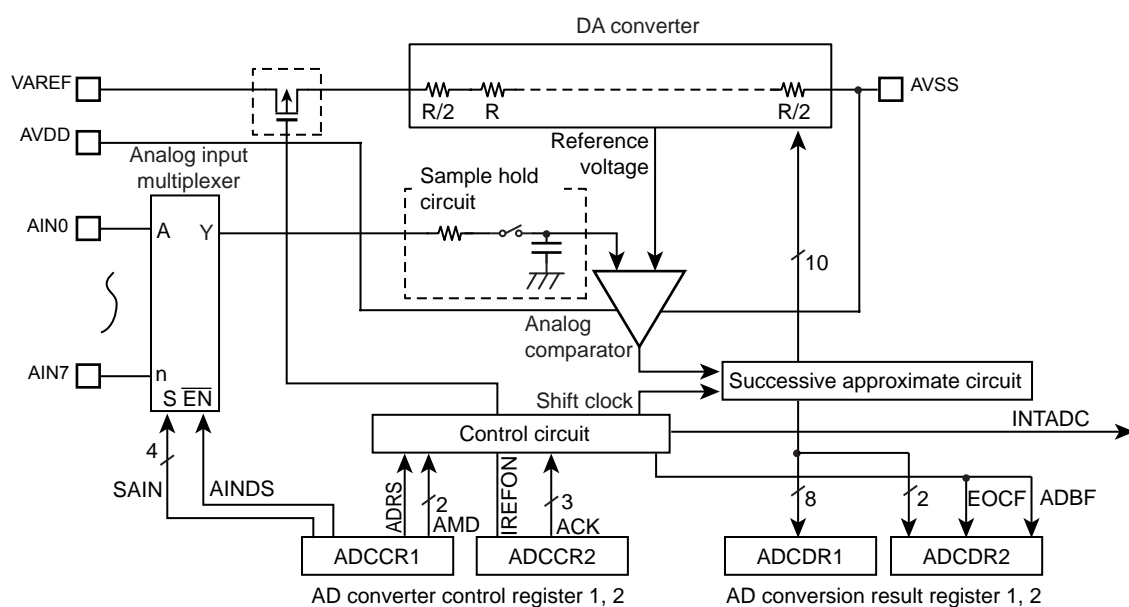 DA converter
VAREF
R/2
R
R/2
AVSS
AVDD
Analog input
multiplexer
Reference
voltage
Sample hold
circuit
AIN0
A
Y
10
Analog
comparator
AIN7
n
S EN
Successive approximate circuit
Shift clock
Control circuit
INTADC
4
SAIN
AINDS
ADRS
2
AMD
IREFON
3
ACK
8
2
EOCF
ADBF
ADCCR1
ADCCR2
ADCDR1
ADCDR2
AD converter control register 1, 2
AD conversion result register 1, 2